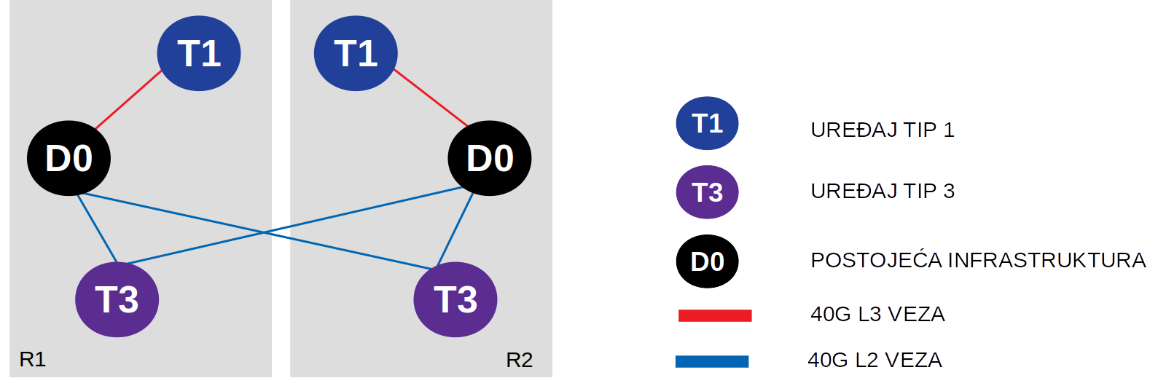 T1
T1
D0
D0
T3
T3
R1
R2
T1 UREĐAJ TIP 1
T3 UREĐAJ TIP 3
D0 POSTOJEĆA INFRASTRUKTURA
40G L3 VEZA
40G L2 VEZA